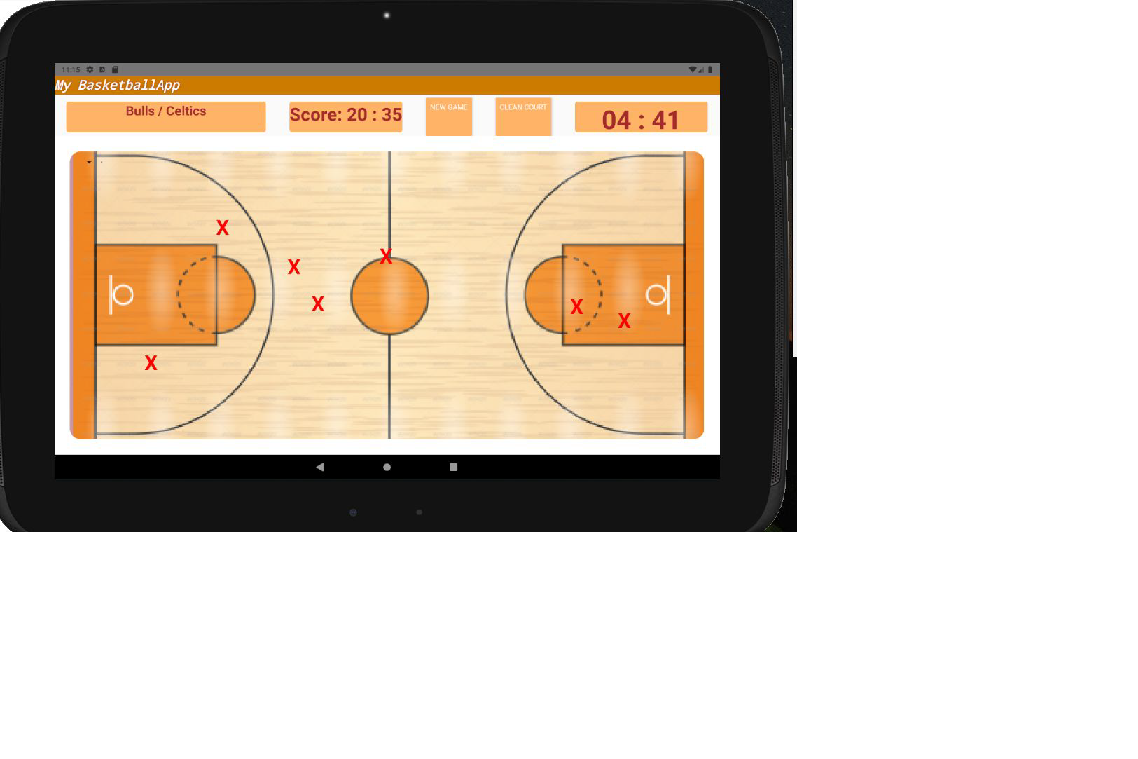 11:15
My BasketballApp
Bulls / Celtics
Score: 20 : 35
NEW GAME
CLEAN COURT
04 : 41
X
X
X
X
X
X
X